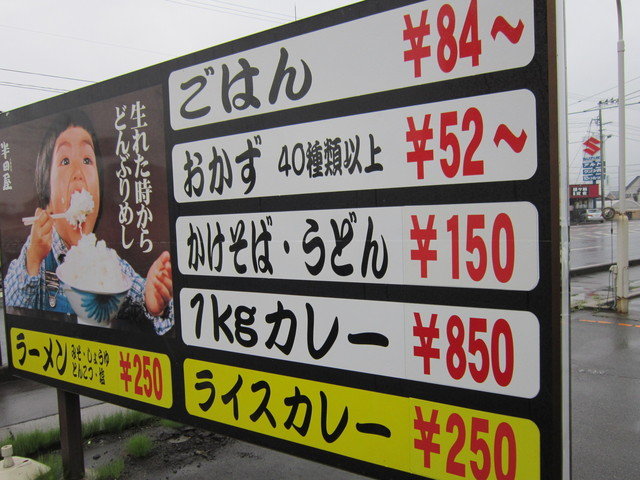 半田屋
生れた時から
どんぶりめし
ごはん ¥84~
おかず 40種類以上 ¥52~
かけそば・うどん ¥150
1kgカレー ¥850
ラーメン みそ・しょうゆ とんこつ・塩 ¥250
ライスカレー ¥250